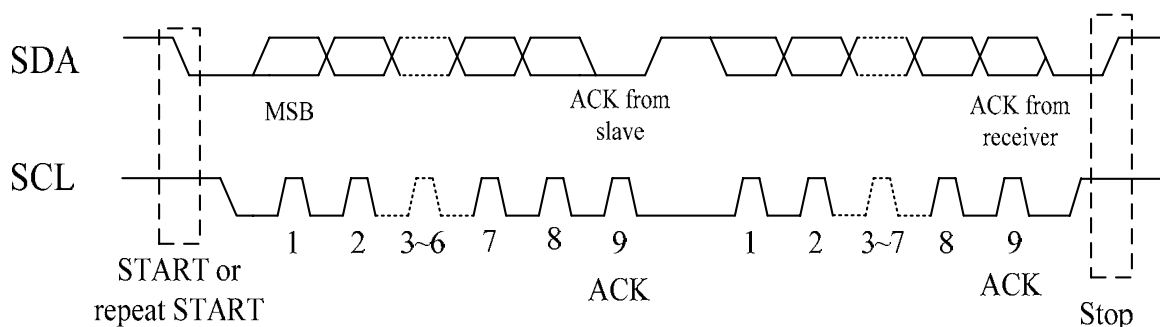 SDA
MSB
ACK from
slave
ACK from
receiver
SCL
1 2 3~6 7 8 9 1 2 3~7 8 9
START or
repeat START
ACK
ACK
Stop